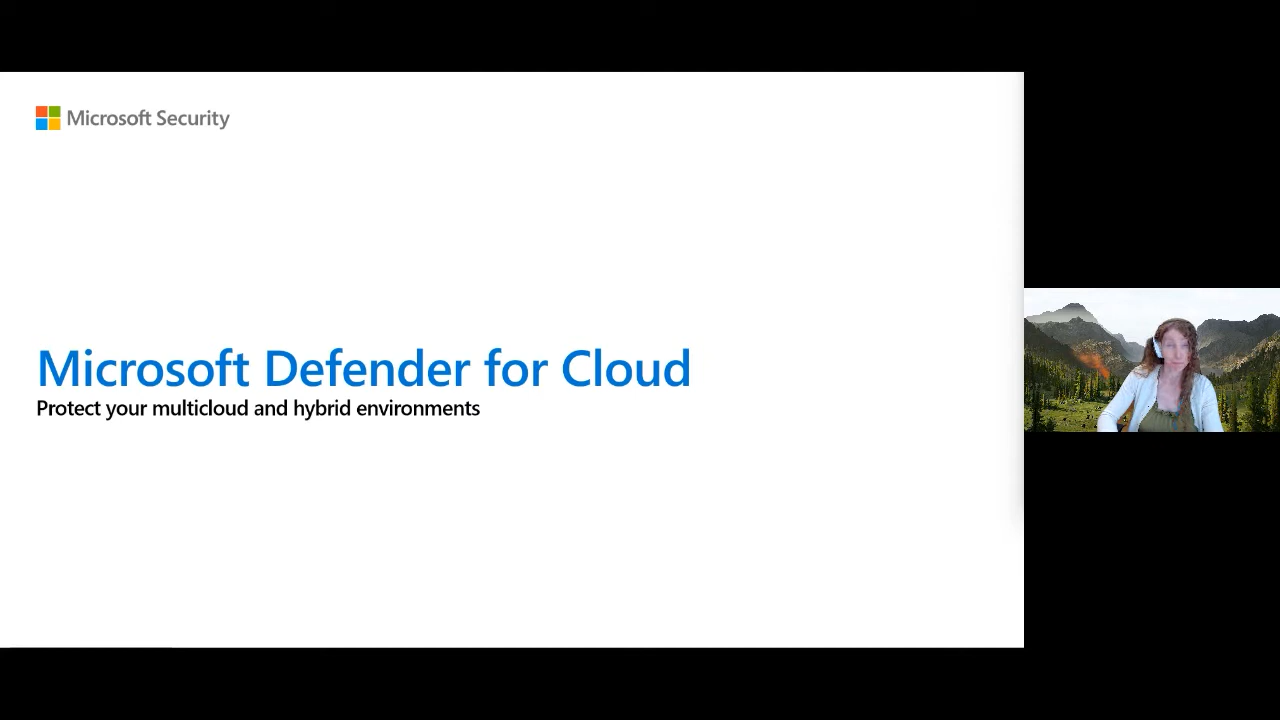 Microsoft Security
Microsoft Defender for Cloud
Protect your multicloud and hybrid environments